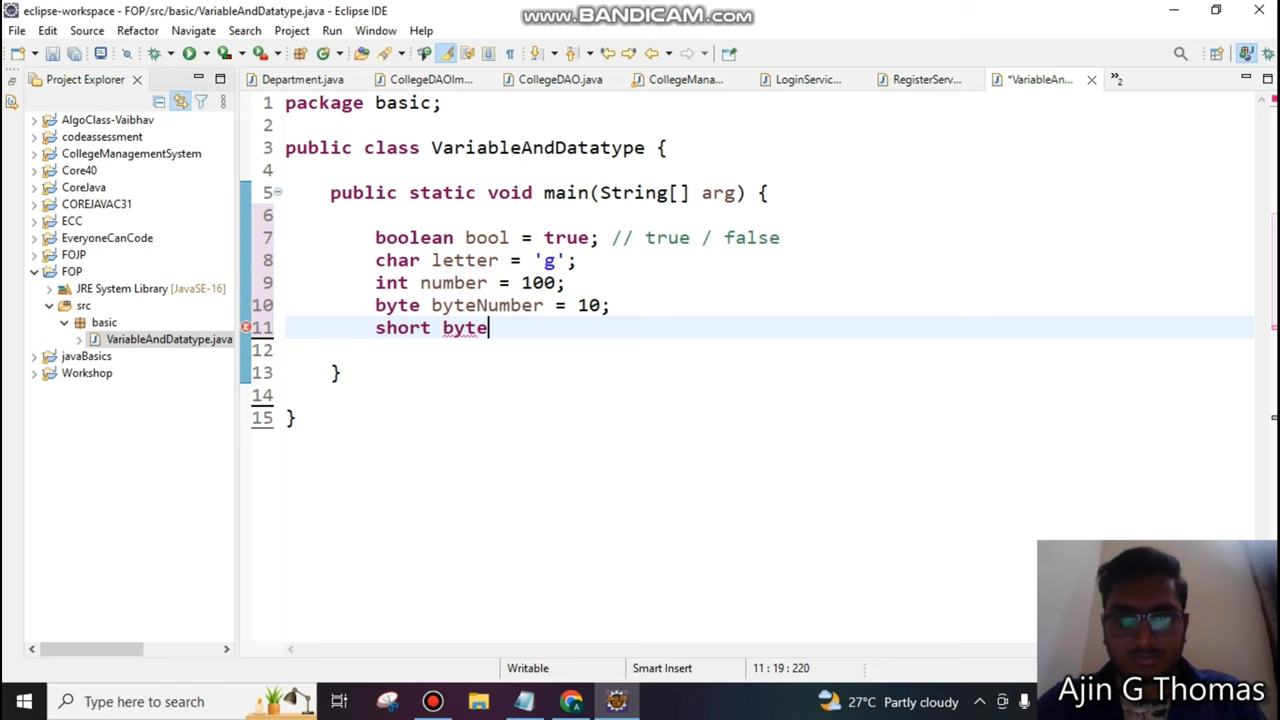 eclipse-workspace - FOP/src/basic/VariableAndDatatype.java - Eclipse IDE
www.BANDICAM.com
File Edit Source Refactor Navigate Search Project Run Window Help
Project Explorer
Department.java
CollegeDAOIm...
CollegeDAO.java
CollegeMana...
LoginServic...
RegisterServ...
*VariableAn...
»2
AlgoClass-Vaibhav
codeassessment
CollegeManagementSystem
Core40
CoreJava
COREJAVAC31
ECC
EveryoneCanCode
FOJP
FOP
JRE System Library [JavaSE-16]
src
basic
VariableAndDatatype.java
javaBasics
Workshop
1 package basic;
2
3 public class VariableAndDatatype {
4
5 public static void main(String[] arg) {
6
7 boolean bool = true; // true / false
8 char letter = 'g';
9 int number = 100;
10 byte byteNumber = 10;
11 short byte
12
13 }
14
15 }
Writable
Smart Insert
11 : 19 : 220
Ajin G Thomas
Type here to search
27°C Partly cloudy